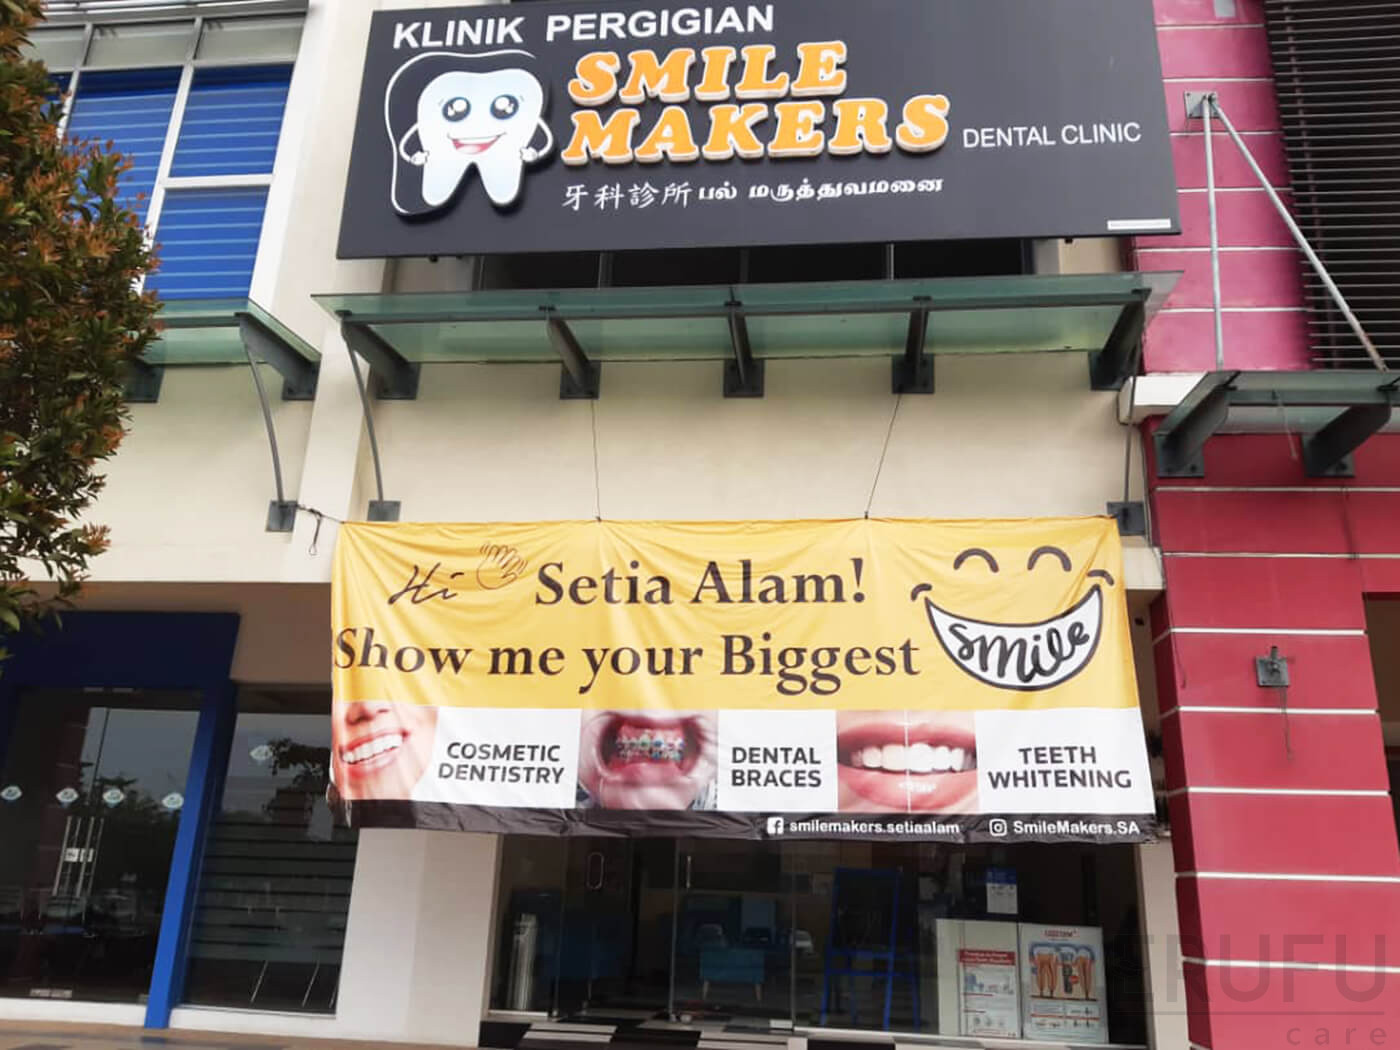 KLINIK PERGIGIAN
SMILE
MAKERS
DENTAL CLINIC
牙科診所 பல் மருத்துவமனை
Hi Setia Alam!
Show me your Biggest
smile
COSMETIC
DENTISTRY
DENTAL
BRACES
TEETH
WHITENING
smilemakers.setiaalam
SmileMakers.SA
ERUFU
care